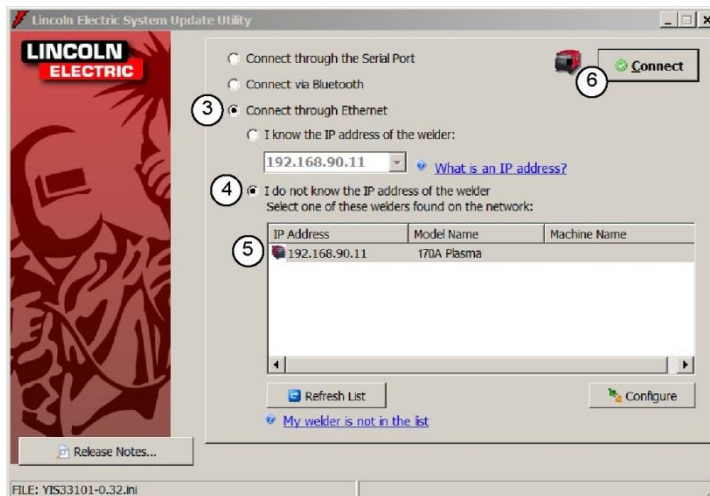 Lincoln Electric System Update Utility
LINCOLN
ELECTRIC
Connect through the Serial Port
Connect via Bluetooth
6
Connect
3
Connect through Ethernet
I know the IP address of the welder:
192.168.90.11
What is an IP address?
4
I do not know the IP address of the welder
Select one of these welders found on the network:
IP Address Model Name Machine Name
5
192.168.90.11 170A Plasma
Refresh List
Configure
My welder is not in the list
Release Notes...
FILE: YIS33101-0.32.ini